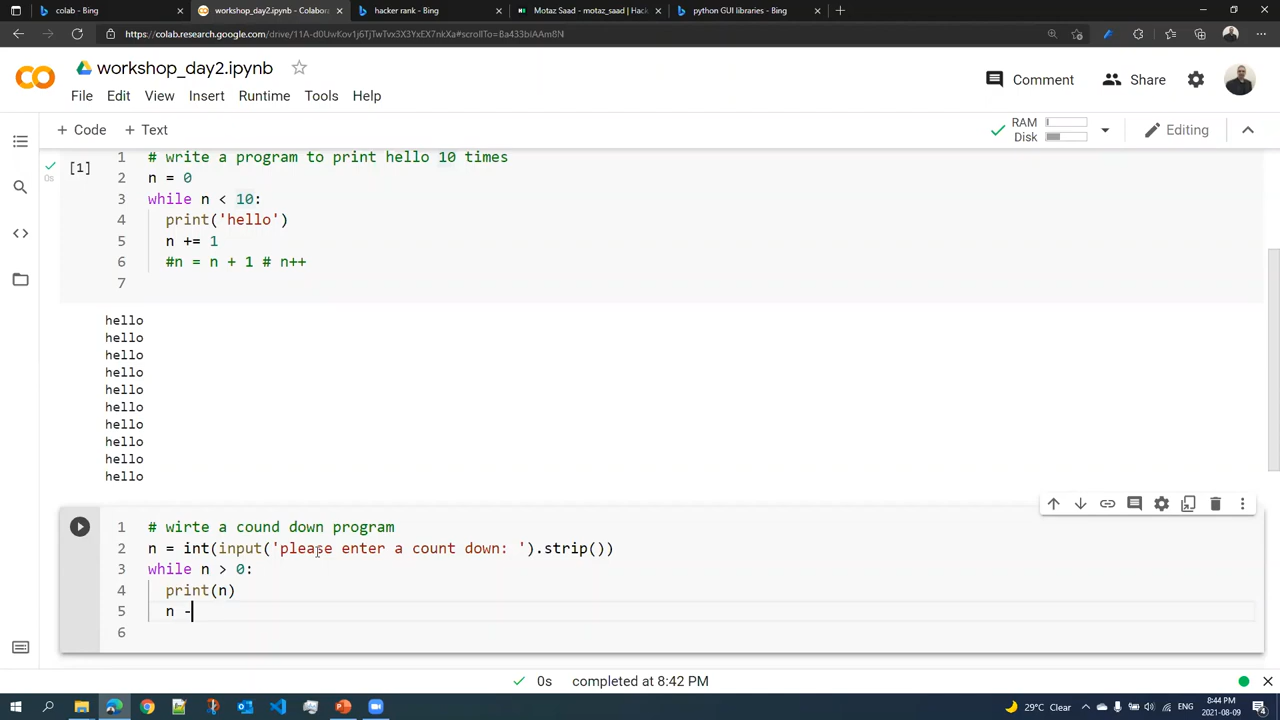 colab - Bing
workshop_day2.ipynb - Colabora
hacker rank - Bing
Motaz Saad - motaz_saad | Hack
python GUI libraries - Bing
https://colab.research.google.com/drive/11A-d0UwKov1j6TjTwTvx3X3YxEX7nkXa#scrollTo=8a433biAAm8N
workshop_day2.ipynb
Comment
Share
File Edit View Insert Runtime Tools Help
+ Code + Text
RAM
Disk
Editing
[1]
0s
1 # write a program to print hello 10 times
2 n = 0
3 while n < 10:
4 print('hello')
5 n += 1
6 #n = n + 1 # n++
7
hello
hello
hello
hello
hello
hello
hello
hello
hello
hello
1 # wirte a cound down program
2 n = int(input('please enter a count down: ').strip())
3 while n > 0:
4 print(n)
5 n -
6
0s completed at 8:42 PM
29°C Clear
ENG
8:44 PM
2021-08-09